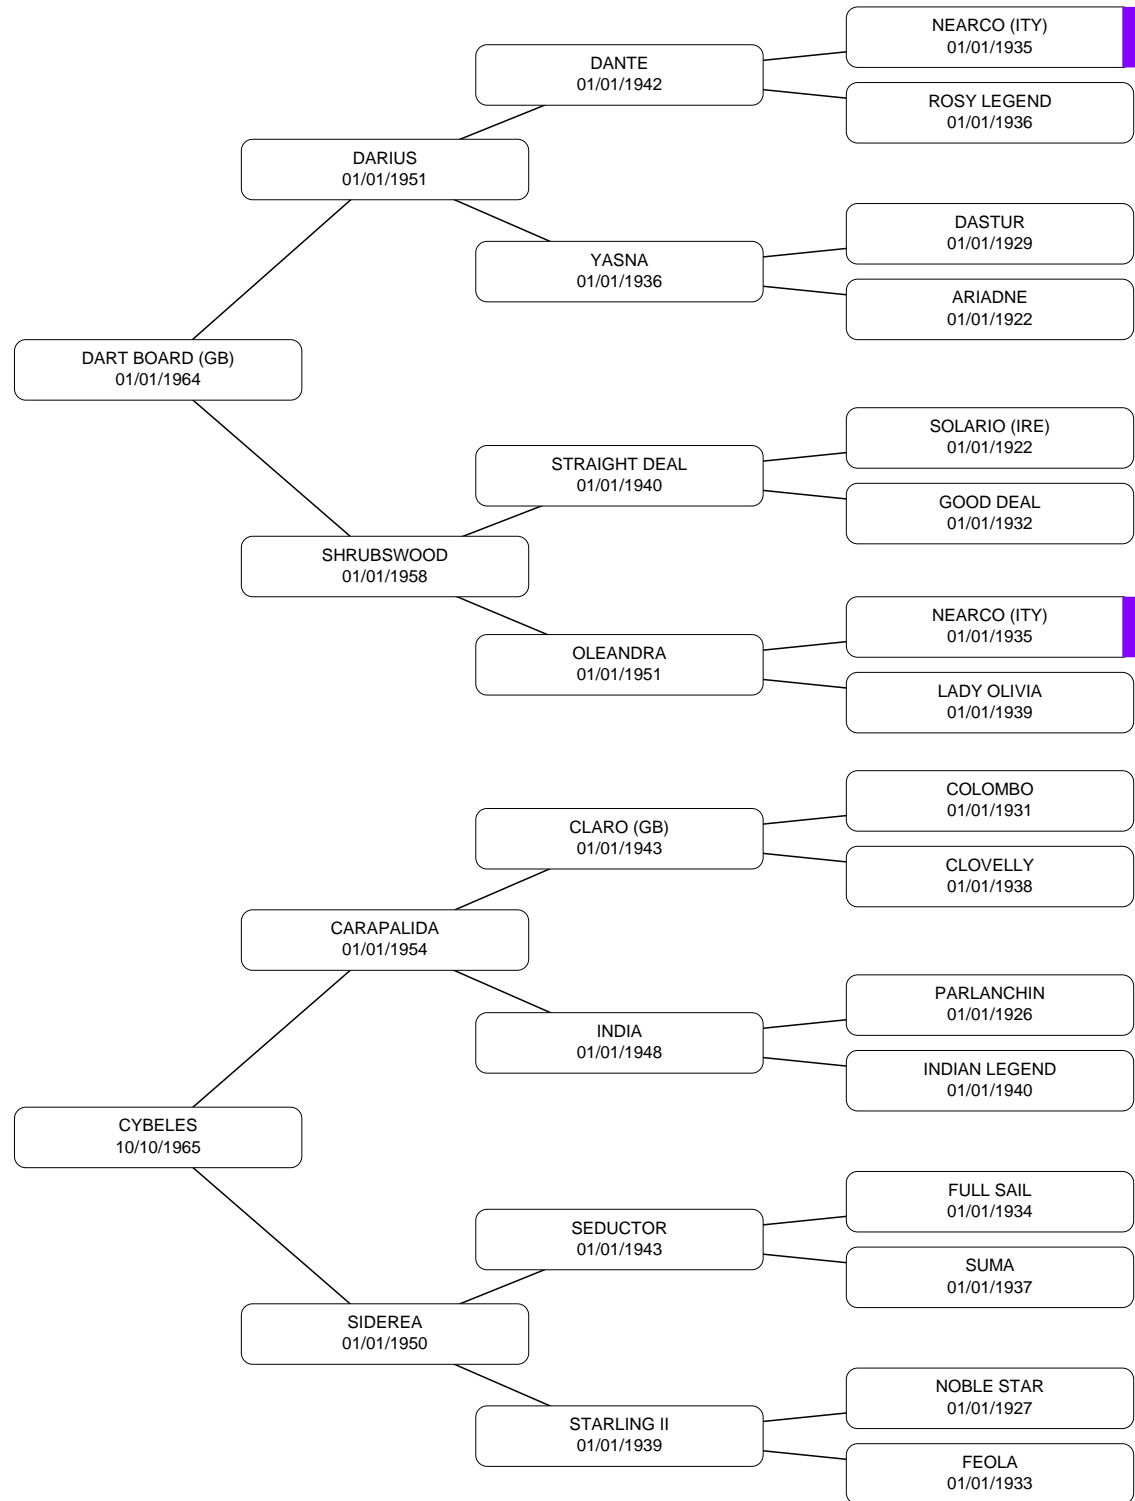 NEARCO (ITY)
01/01/1935
DANTE
01/01/1942
ROSY LEGEND
01/01/1936
DARIUS
01/01/1951
DASTUR
01/01/1929
YASNA
01/01/1936
ARIADNE
01/01/1922
DART BOARD (GB)
01/01/1964
SOLARIO (IRE)
01/01/1922
STRAIGHT DEAL
01/01/1940
GOOD DEAL
01/01/1932
SHRUBSWOOD
01/01/1958
NEARCO (ITY)
01/01/1935
OLEANDRA
01/01/1951
LADY OLIVIA
01/01/1939
COLOMBO
01/01/1931
CLARO (GB)
01/01/1943
CLOVELLY
01/01/1938
CARAPALIDA
01/01/1954
PARLANCHIN
01/01/1926
INDIA
01/01/1948
INDIAN LEGEND
01/01/1940
CYBELES
10/10/1965
FULL SAIL
01/01/1934
SEDUCTOR
01/01/1943
SUMA
01/01/1937
SIDEREA
01/01/1950
NOBLE STAR
01/01/1927
STARLING II
01/01/1939
FEOLA
01/01/1933